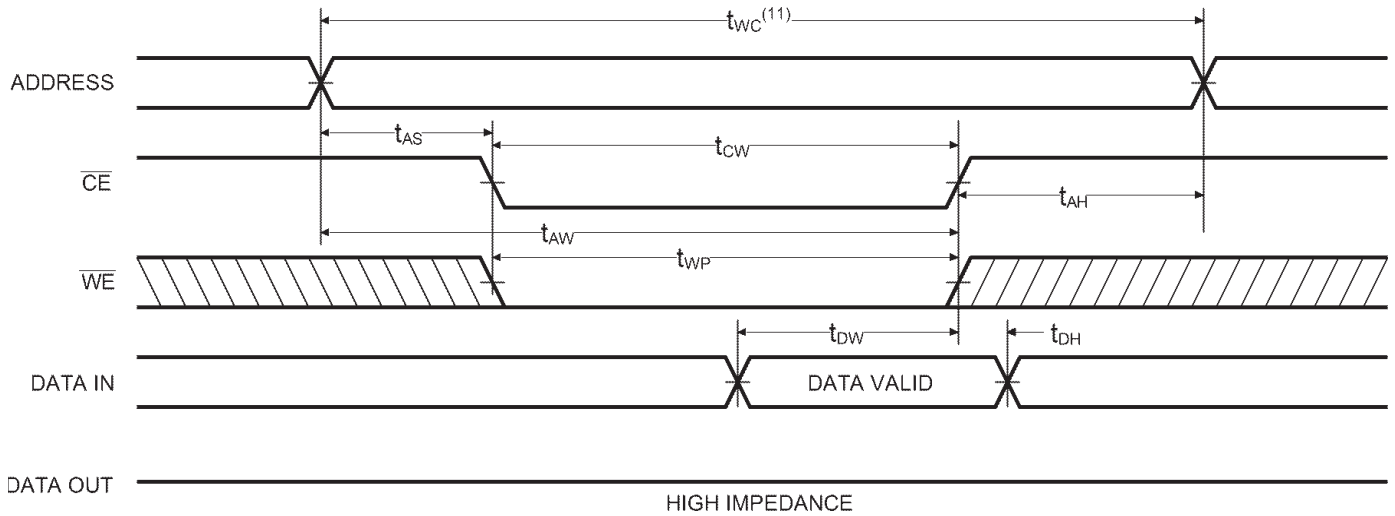 tWC(11)
ADDRESS
tAS
tCW
CE
tAH
tAW
tWP
WE
tDW
tDH
DATA IN
DATA VALID
DATA OUT
HIGH IMPEDANCE